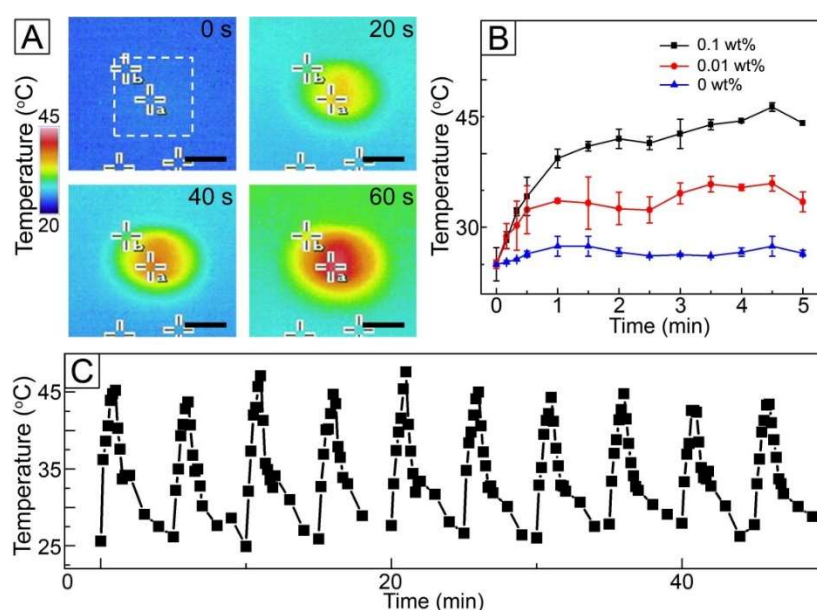 A
0 s
20 s
b
a
b
a
Temperature (°C)
45
20
40 s
60 s
b
a
b
a
B
0.1 wt%
0.01 wt%
0 wt%
Temperature (°C)
45
30
0 1 2 3 4 5
Time (min)
C
Temperature (°C)
45
35
25
0 20 40
Time (min)